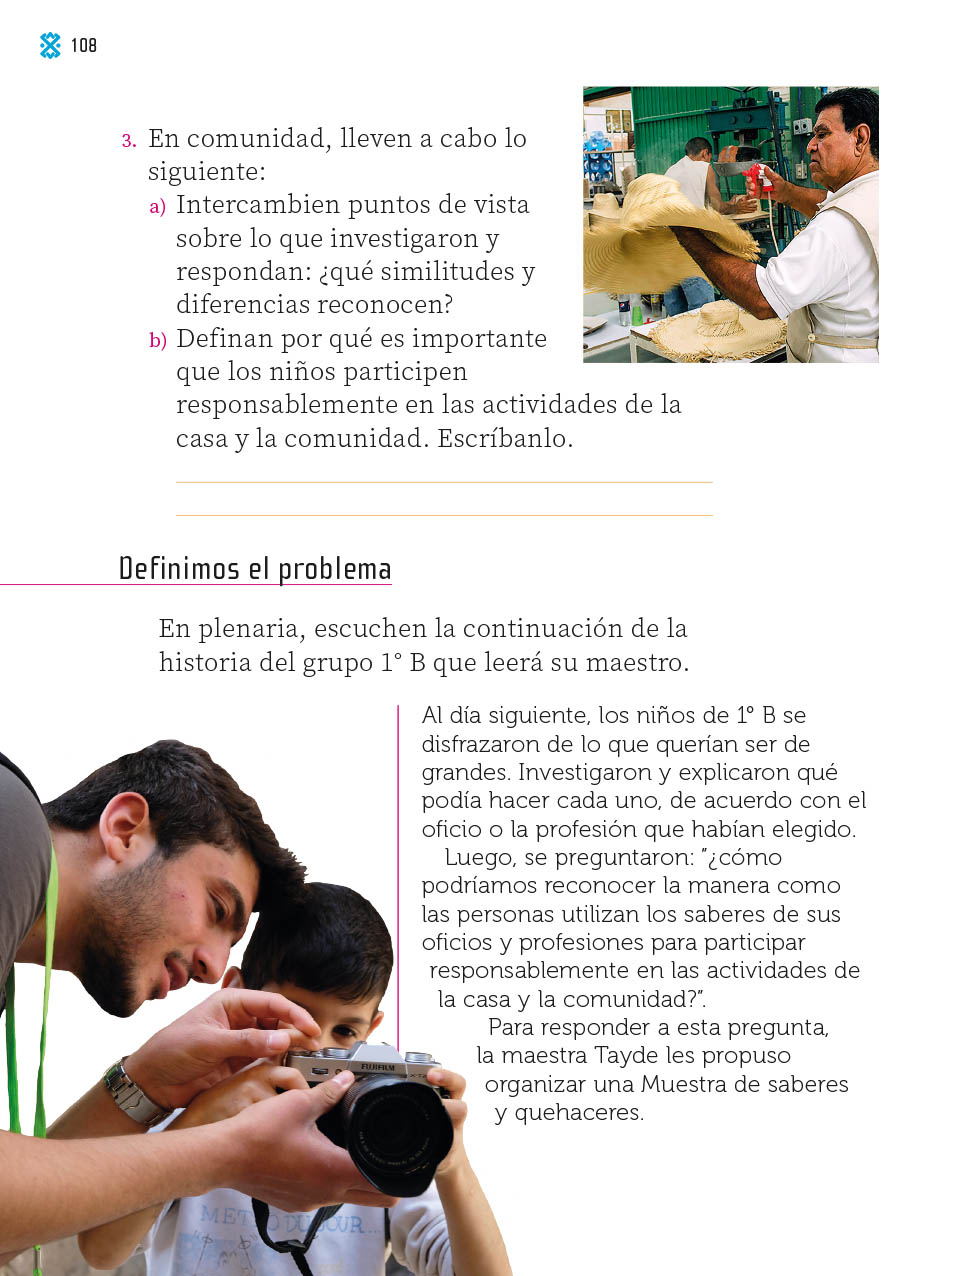 108
3. En comunidad, lleven a cabo lo
siguiente:
a) Intercambien puntos de vista
sobre lo que investigaron y
respondan: ¿qué similitudes y
diferencias reconocen?
b) Definan por qué es importante
que los niños participen
responsablemente en las actividades de la
casa y la comunidad. Escríbanlo.
Definimos el problema
En plenaria, escuchen la continuación de la
historia del grupo 1° B que leerá su maestro.
Al día siguiente, los niños de 1° B se
disfrazaron de lo que querían ser de
grandes. Investigaron y explicaron qué
podía hacer cada uno, de acuerdo con el
oficio o la profesión que habían elegido.
Luego, se preguntaron: "¿cómo
podríamos reconocer la manera como
las personas utilizan los saberes de sus
oficios y profesiones para participar
responsablemente en las actividades de
la casa y la comunidad?".
Para responder a esta pregunta,
la maestra Tayde les propuso
organizar una Muestra de saberes
y quehaceres.
FUJIFILM